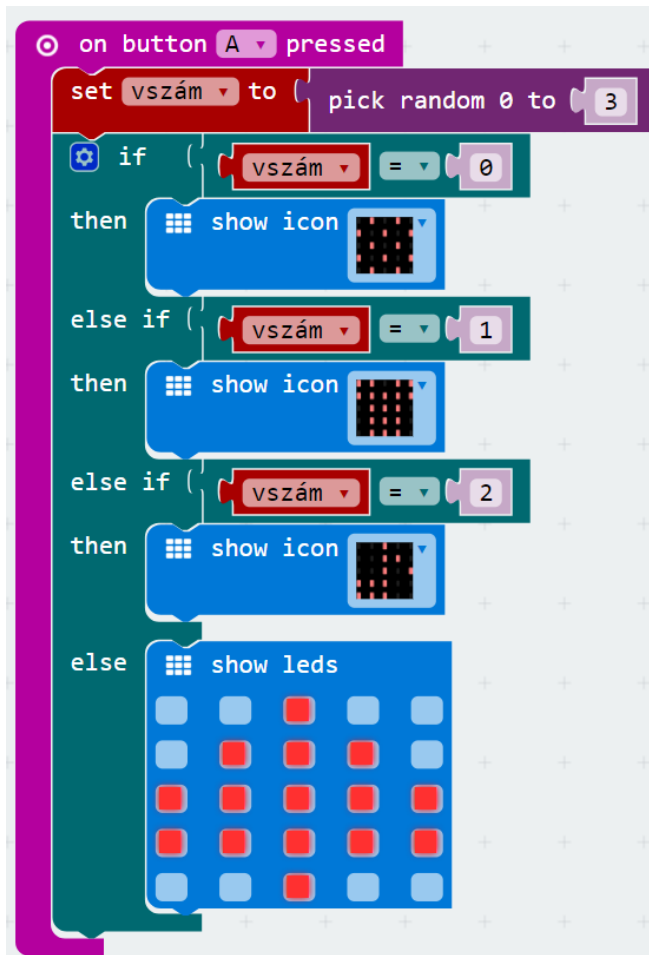 on button A pressed
set vszám to pick random 0 to 3
if vszám = 0
then show icon
else if vszám = 1
then show icon
else if vszám = 2
then show icon
else show leds